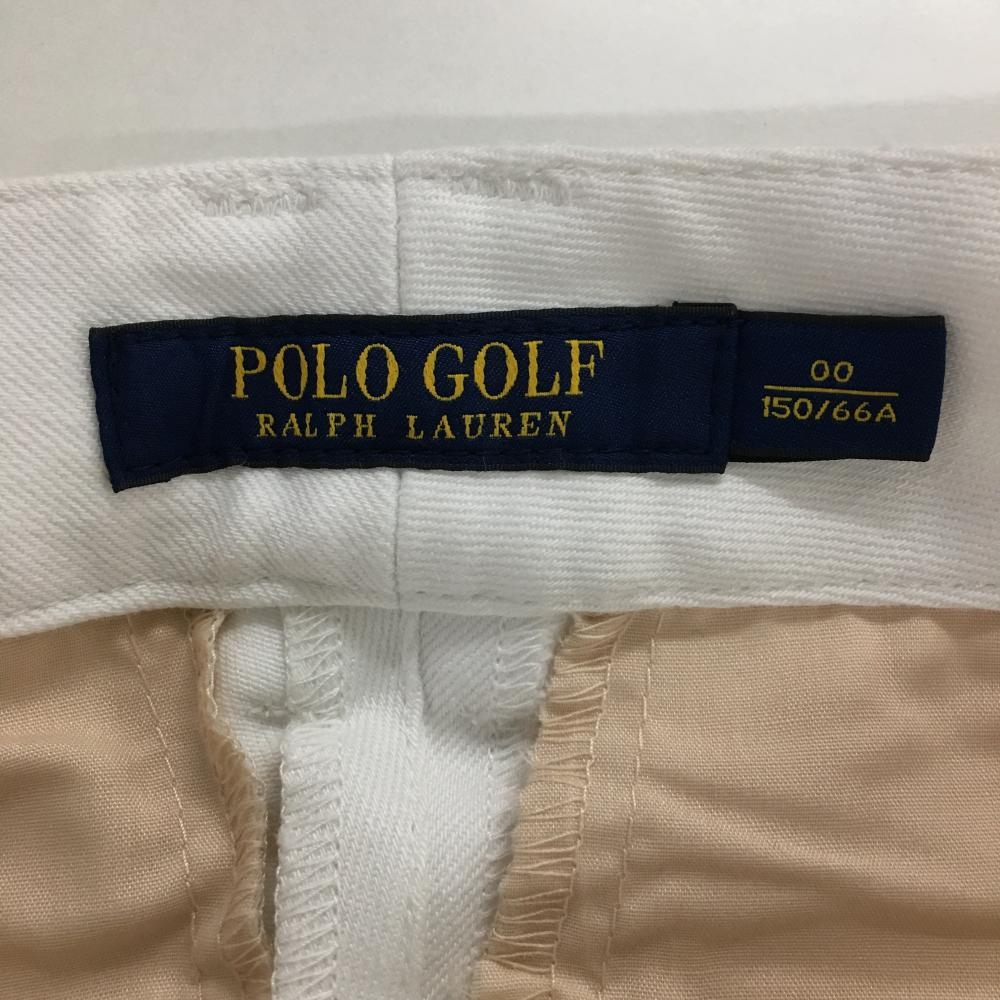 POLO GOLF
RALPH LAUREN
00
150/66A